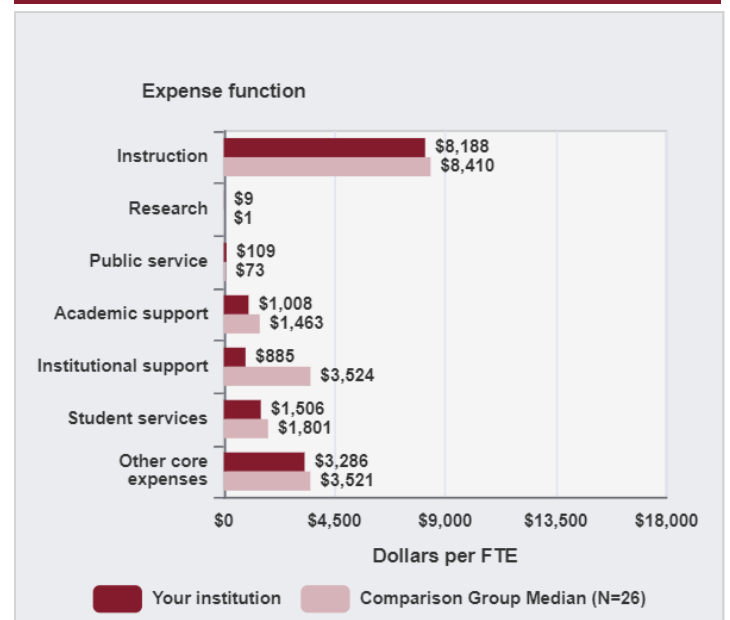 Expense function
Instruction
$8,188
$8,410
Research
$9
$1
Public service
$109
$73
Academic support
$1,008
$1,463
Institutional support
$885
$3,524
Student services
$1,506
$1,801
Other core
expenses
$3,286
$3,521
$0 $4,500 $9,000 $13,500 $18,000
Dollars per FTE
Your institution Comparison Group Median (N=26)